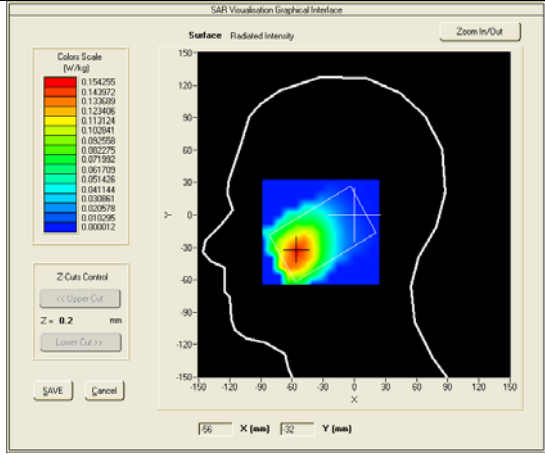 SAR Visualisation Graphical Interface
Surface Radiated Intensity
Zoom In/Out
Colors Scale
(W/kg)
0.154255
0.143972
0.133689
0.123406
0.113124
0.102841
0.092558
0.082275
0.071992
0.061709
0.051426
0.041144
0.030861
0.020578
0.010295
0.000012
150-
120-
90-
60-
30-
Y 0-
-30-
-60-
-90-
-120-
-150-
-150 -120 -90 -60 -30 0 30 60 90 120 150
X
Z Cuts Control
<< Upper Cut
Z = 0.2 mm
Lower Cut >>
SAVE Cancel
-56 X (mm) -32 Y (mm)